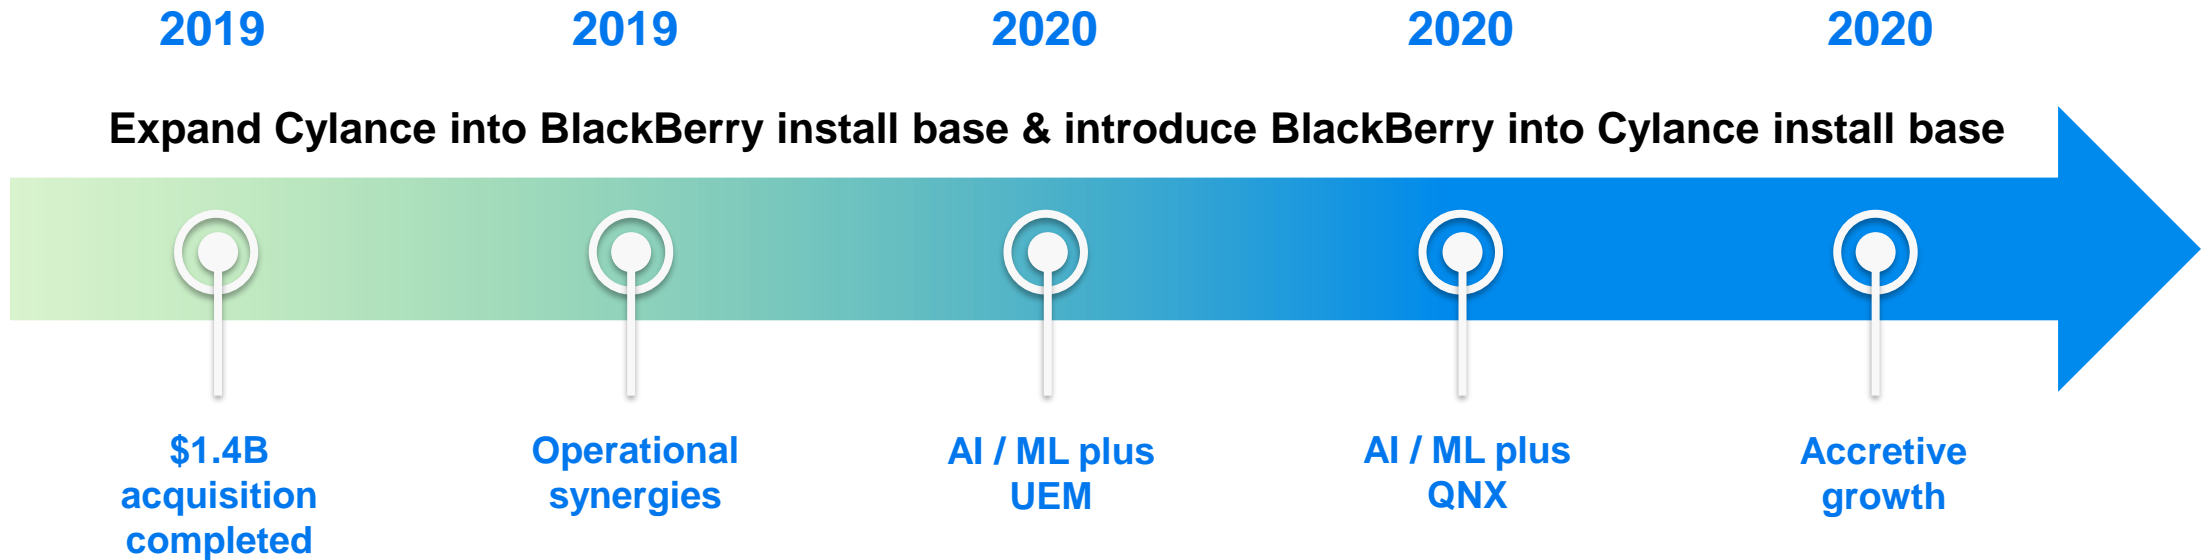 2019
2019
2020
2020
2020
Expand Cylance into BlackBerry install base & introduce BlackBerry into Cylance install base
$1.4B
acquisition
completed
Operational
synergies
AI / ML plus
UEM
AI / ML plus
QNX
Accretive
growth